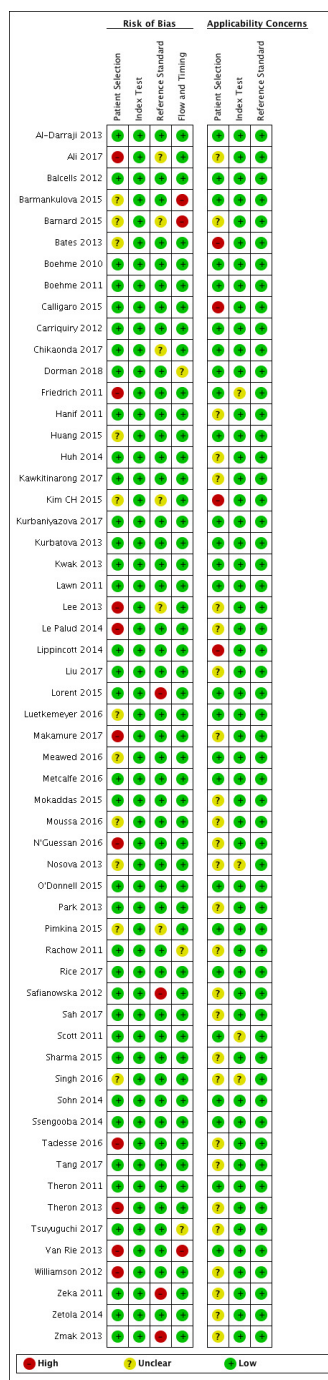 Risk of Bias
Applicability Concerns
Patient Selection
Index Test
Reference Standard
Flow and Timing
Patient Selection
Index Test
Reference Standard
Al-Darraji 2013
Ali 2017
Balcells 2012
Barmankulova 2015
Barnard 2015
Bates 2013
Boehme 2010
Boehme 2011
Calligaro 2015
Carriquiry 2012
Chikaonda 2017
Dorman 2018
Friedrich 2011
Hanif 2011
Huang 2015
Huh 2014
Kawkitinarong 2017
Kim CH 2015
Kurbaniyazova 2017
Kurbatova 2013
Kwak 2013
Lawn 2011
Lee 2013
Le Palud 2014
Lippincott 2014
Liu 2017
Lorent 2015
Luetkemeyer 2016
Makamure 2017
Meawed 2016
Metcalfe 2016
Mokaddas 2015
Moussa 2016
N'Guessan 2016
Nosova 2013
O'Donnell 2015
Park 2013
Pimkina 2015
Rachow 2011
Rice 2017
Safianowska 2012
Sah 2017
Scott 2011
Sharma 2015
Singh 2016
Sohn 2014
Ssengooba 2014
Tadesse 2016
Tang 2017
Theron 2011
Theron 2013
Tsuyuguchi 2017
Van Rie 2013
Williamson 2012
Zeka 2011
Zetola 2014
Zmak 2013
High
Unclear
Low